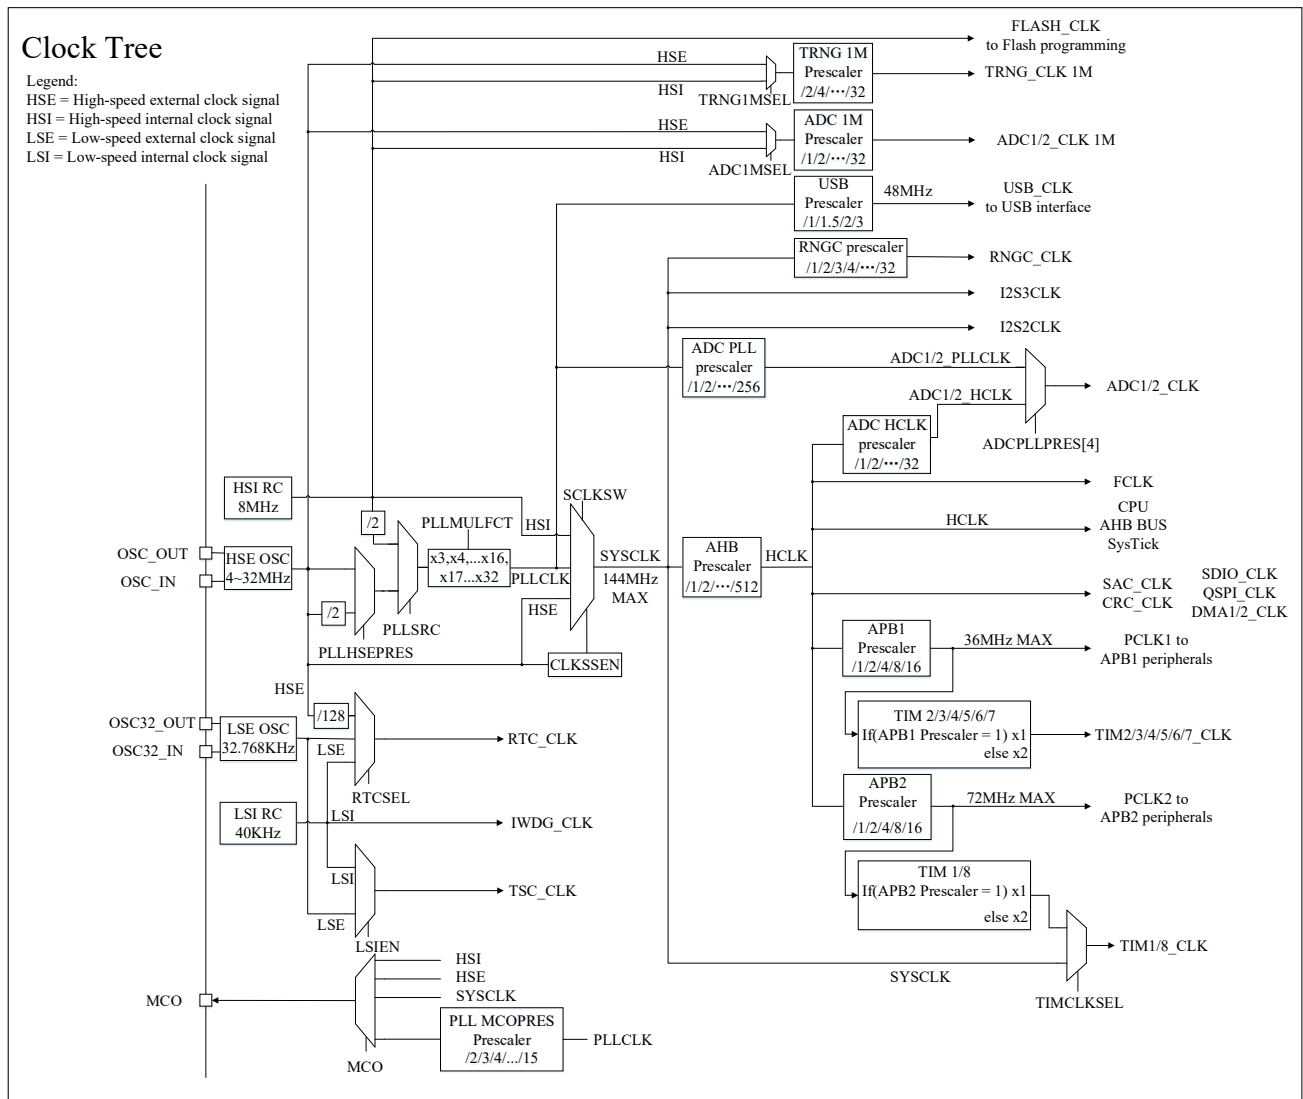 Clock Tree
Legend:
HSE = High-speed external clock signal
HSI = High-speed internal clock signal
LSE = Low-speed external clock signal
LSI = Low-speed internal clock signal
FLASH_CLK
to Flash programming
HSE
HSI
TRNG1MSEL
TRNG 1M
Prescaler
/2/4/···/32
TRNG_CLK 1M
HSE
HSI
ADC1MSEL
ADC 1M
Prescaler
/1/2/···/32
ADC1/2_CLK 1M
USB
Prescaler
/1/1.5/2/3
48MHz
USB_CLK
to USB interface
RNGC prescaler
/1/2/3/4/···/32
RNGC_CLK
I2S3CLK
I2S2CLK
ADC PLL
prescaler
/1/2/···/256
ADC1/2_PLLCLK
ADC1/2_HCLK
ADC1/2_CLK
ADCPLLPRES[4]
ADC HCLK
prescaler
/1/2/···/32
FCLK
HCLK
CPU
AHB BUS
SysTick
HSI RC
8MHz
OSC_OUT
OSC_IN
HSE OSC
4~32MHz
/2
/2
PLLHSEPRES
PLLSRC
PLLMULFCT
x3,x4,...x16,
x17...x32
PLLCLK
HSI
HSE
SCLKSW
CLKSSEN
SYSCLK
144MHz
MAX
AHB
Prescaler
/1/2/···/512
HCLK
SAC_CLK
CRC_CLK
SDIO_CLK
QSPI_CLK
DMA1/2_CLK
APB1
Prescaler
/1/2/4/8/16
36MHz MAX
PCLK1 to
APB1 peripherals
TIM 2/3/4/5/6/7
If(APB1 Prescaler = 1) x1
else x2
TIM2/3/4/5/6/7_CLK
HSE
/128
OSC32_OUT
OSC32_IN
LSE OSC
32.768KHz
LSE
RTC_CLK
RTCSEL
LSI RC
40KHz
LSI
IWDG_CLK
LSI
LSE
TSC_CLK
LSIEN
APB2
Prescaler
/1/2/4/8/16
72MHz MAX
PCLK2 to
APB2 peripherals
TIM 1/8
If(APB2 Prescaler = 1) x1
else x2
TIM1/8_CLK
SYSCLK
TIMCLKSEL
MCO
HSI
HSE
SYSCLK
PLL MCOPRES
Prescaler
/2/3/4/.../15
PLLCLK
MCO